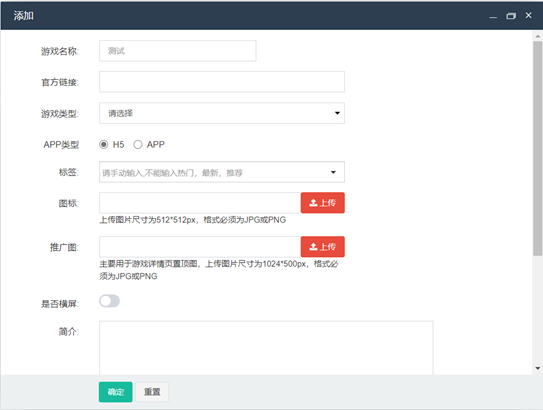 添加
游戏名称:
测试
官方链接:
游戏类型:
请选择
APP类型
H5
APP
标签:
请手动输入,不能输入热门，最新，推荐
图标:
上传
上传图片尺寸为512*512px，格式必须为JPG或PNG
推广图:
上传
主要用于游戏详情页置顶图，上传图片尺寸为1024*500px，格式必
须为JPG或PNG
是否横屏:
简介:
确定
重置